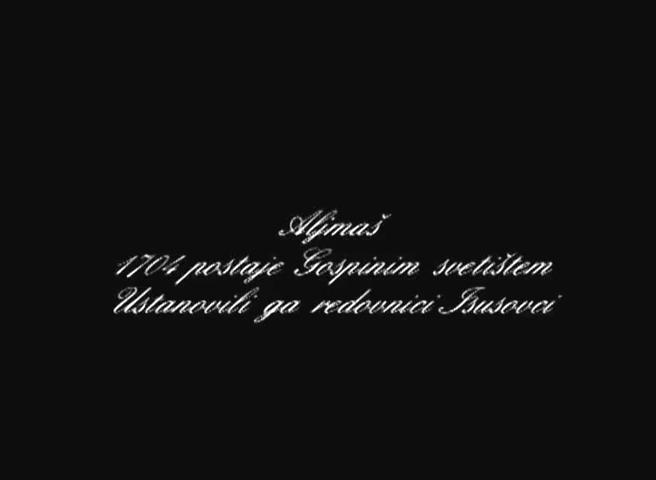 Aljmaš
1704 postaje Gospinim svetištem
Ustanovili ga redovnici Isusovci